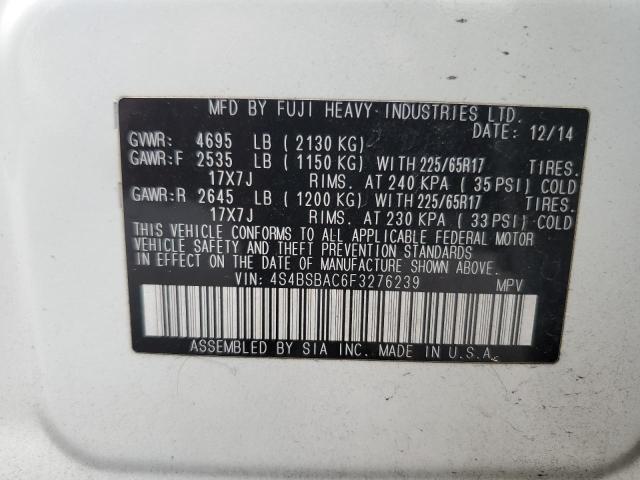 MFD BY FUJI HEAVY INDUSTRIES LTD.
DATE: 12/14
GVWR: 4695 LB ( 2130 KG)
GAWR:F 2535 LB ( 1150 KG) WITH 225/65R17 TIRES.
17X7J RIMS. AT 240 KPA ( 35 PSI) COLD
GAWR:R 2645 LB ( 1200 KG) WITH 225/65R17 TIRES.
17X7J RIMS. AT 230 KPA ( 33 PSI) COLD
THIS VEHICLE CONFORMS TO ALL APPLICABLE FEDERAL MOTOR
VEHICLE SAFETY AND THEFT PREVENTION STANDARDS
IN EFFECT ON THE DATE OF MANUFACTURE SHOWN ABOVE.
VIN: 4S4BSBAC6F3276239 MPV
ASSEMBLED BY SIA INC. MADE IN U.S.A.